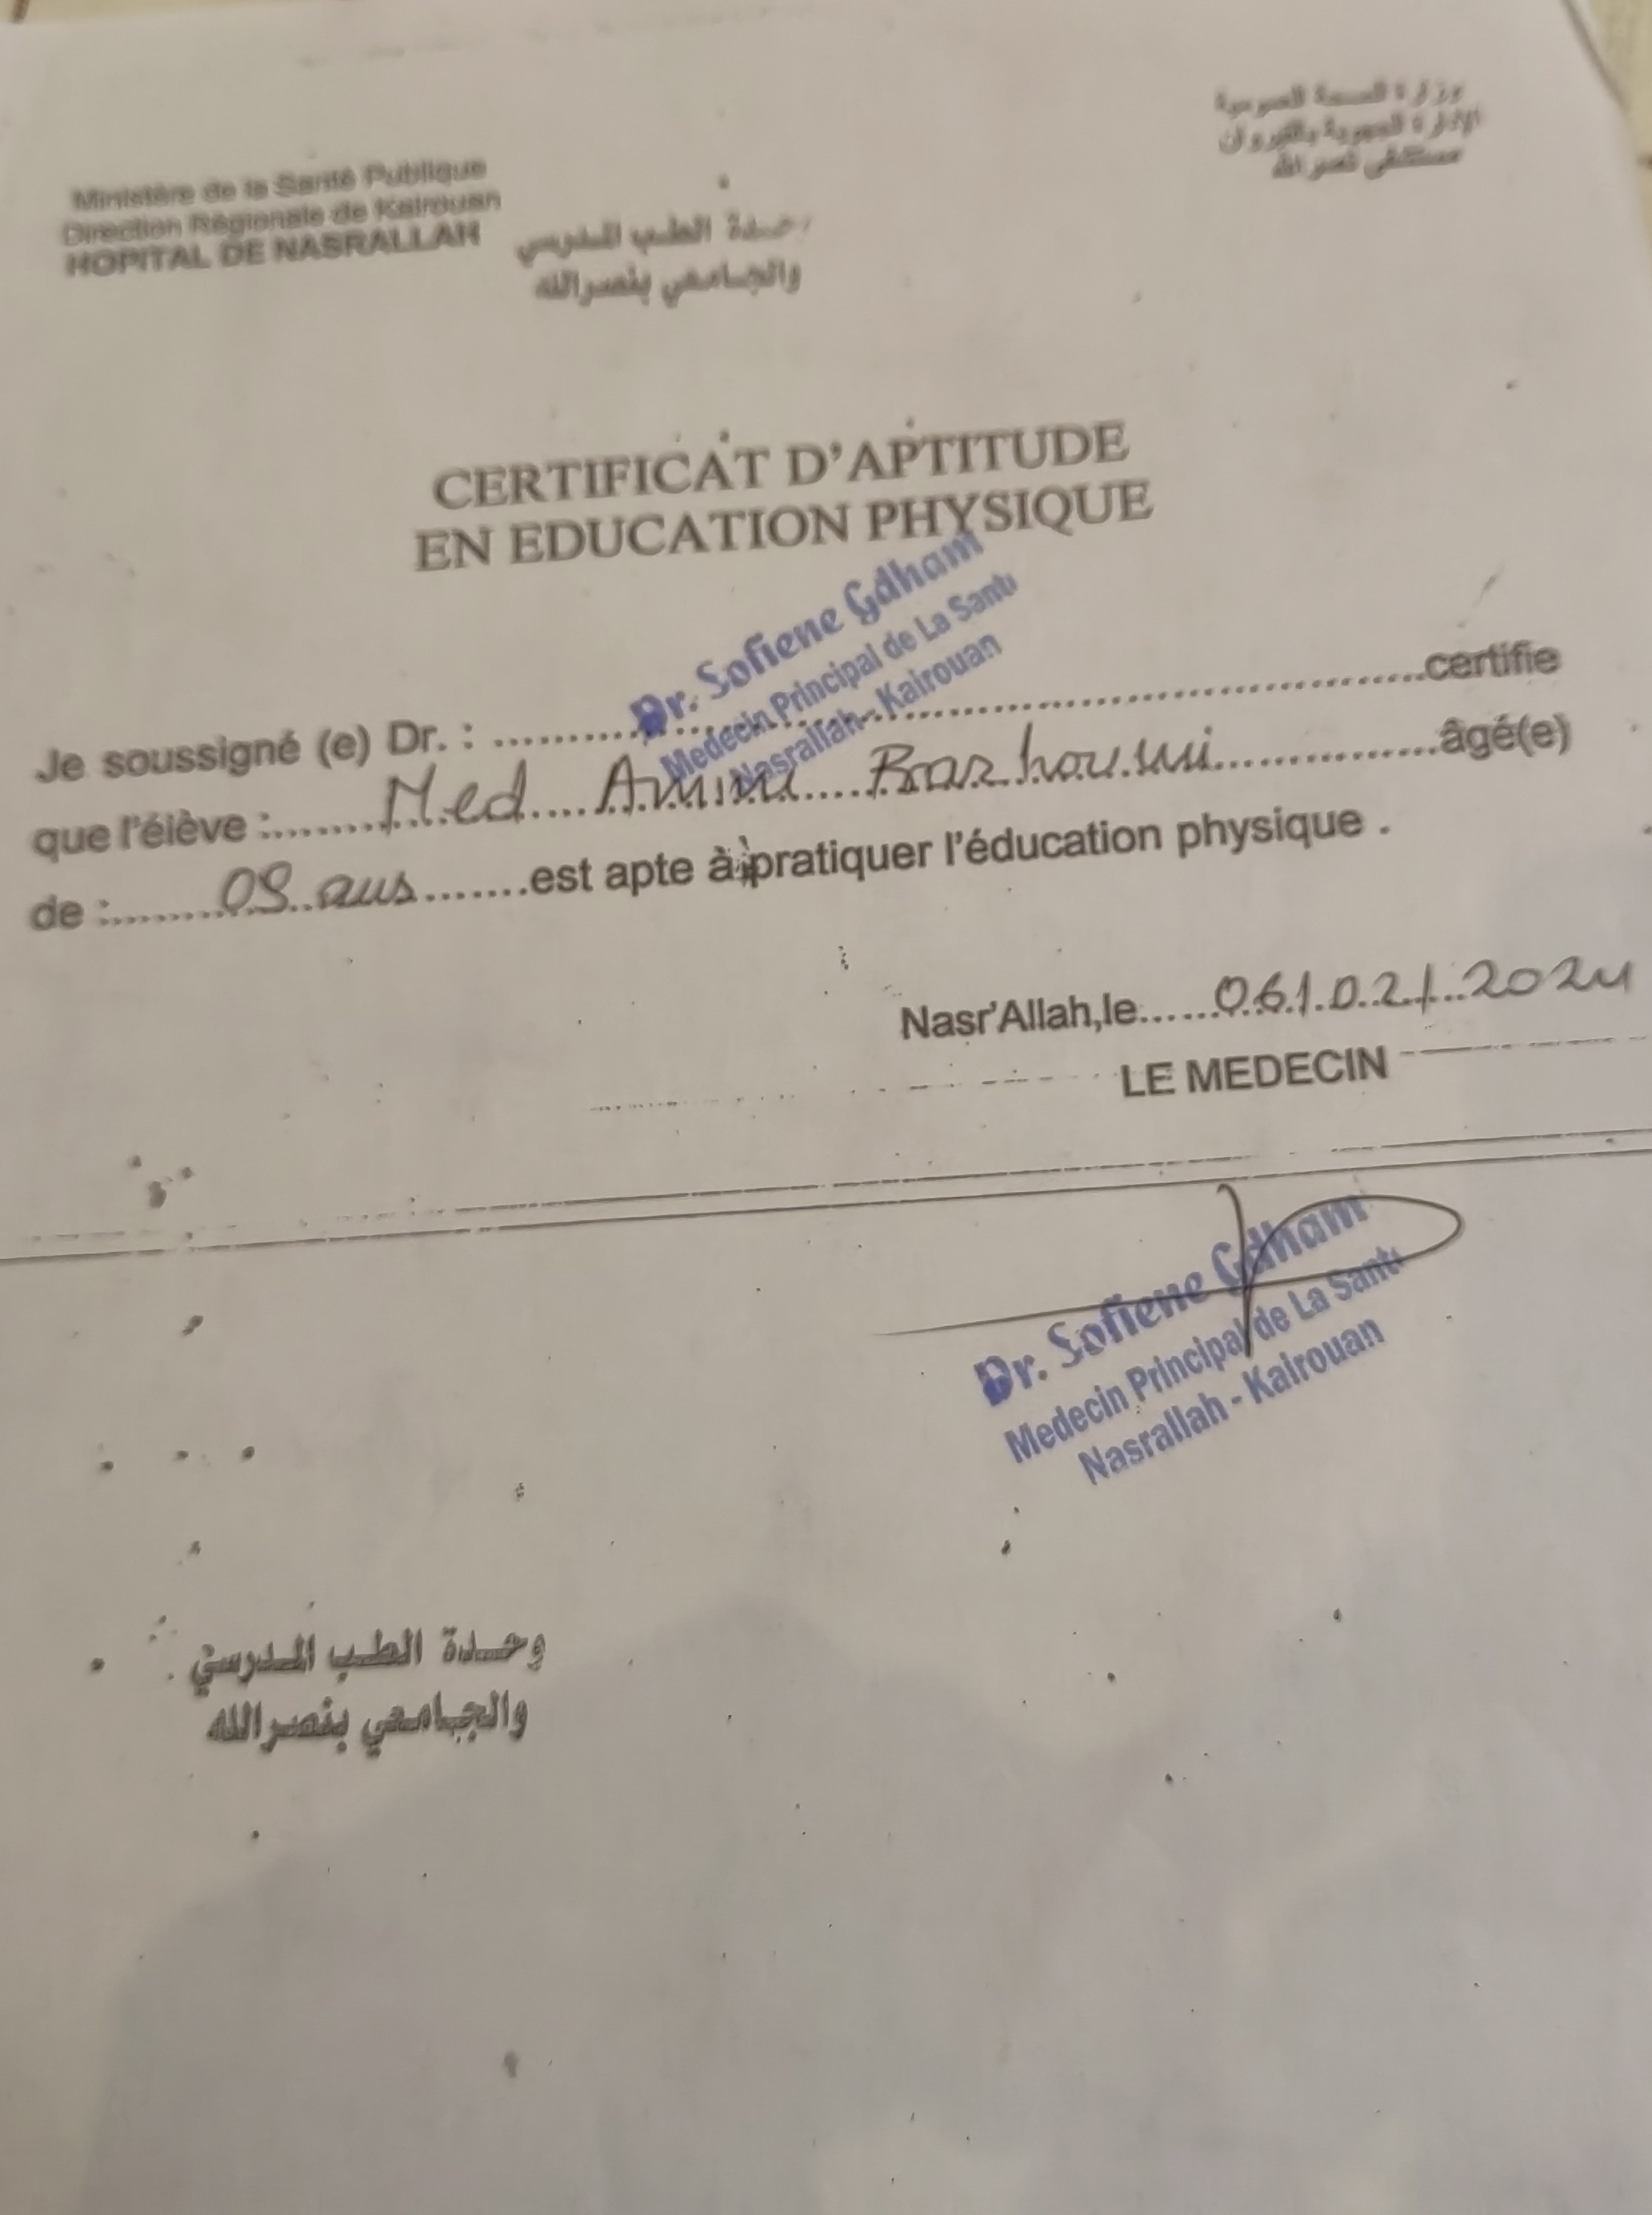 Ministère de la Santé Publique
Direction Régionale de Kairouan
HOPITAL DE NASRALLAH
وزارة الصحة العمومية
الإدارة الجهوية بالقيروان
مستشفى نصر الله
وحدة الطب المدرسي
والجامعي بنصرالله
CERTIFICAT D'APTITUDE
EN EDUCATION PHYSIQUE
Dr. Sofiene Gdham
Medecin Principal de La Sante
Nasrallah - Kairouan
Je soussigné (e) Dr. : ............certifie
que l'élève :....... Med .... Amine .... Barhoumi ............âgé(e)
de :....... 09 ans .......est apte à pratiquer l'éducation physique .
Nasr'Allah,le...... 06/02/2024
LE MEDECIN
Dr. Sofiene Gdham
Medecin Principal de La Sante
Nasrallah - Kairouan
وحدة الطب المدرسي
والجامعي بنصرالله